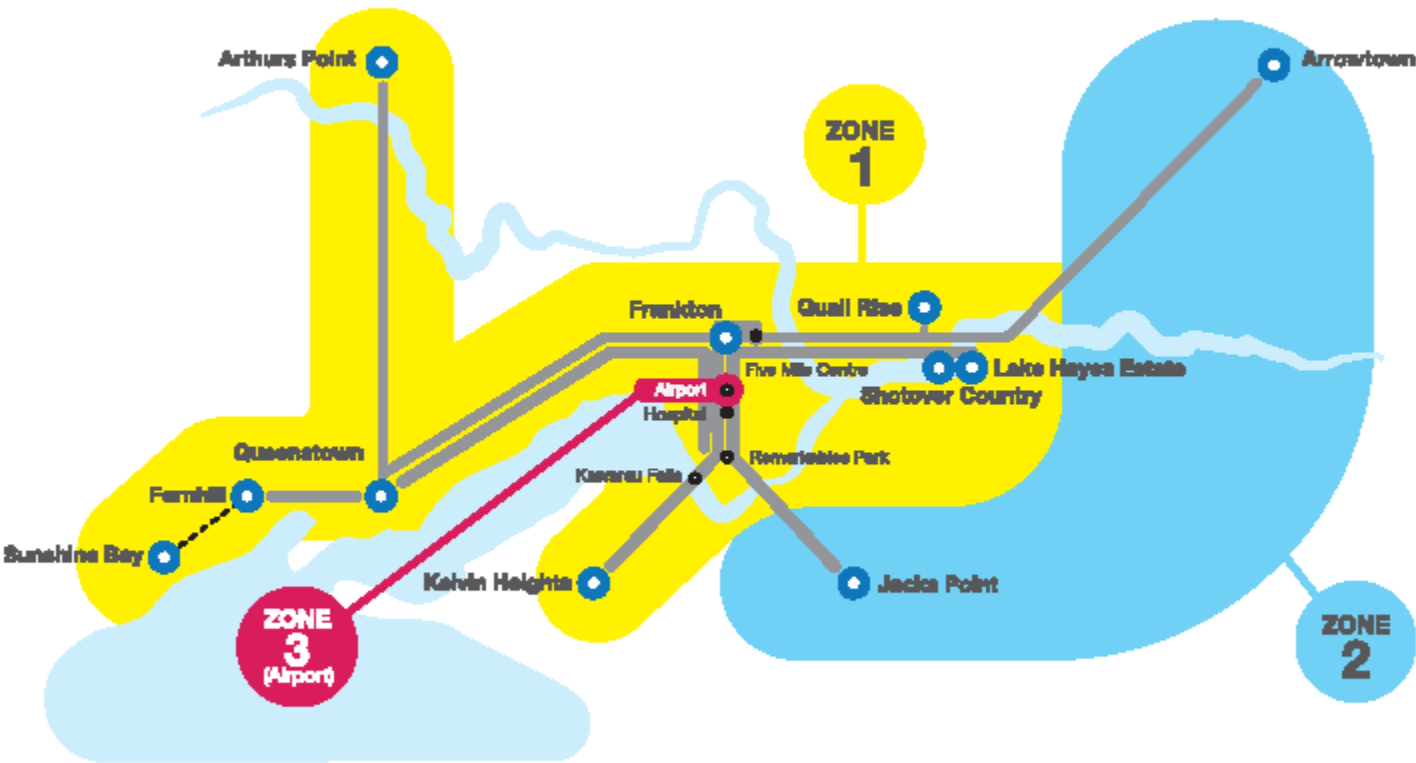 Arthurs Point
Arrowtown
ZONE
1
Frankton
Quail Rise
Five Mile Centre
Lake Hayes Estate
Airport
Shotover Country
Hospital
Queenstown
Remarkables Park
Kawarau Falls
Fernhill
Sunshine Bay
Kelvin Heights
Jacks Point
ZONE
3
(Airport)
ZONE
2